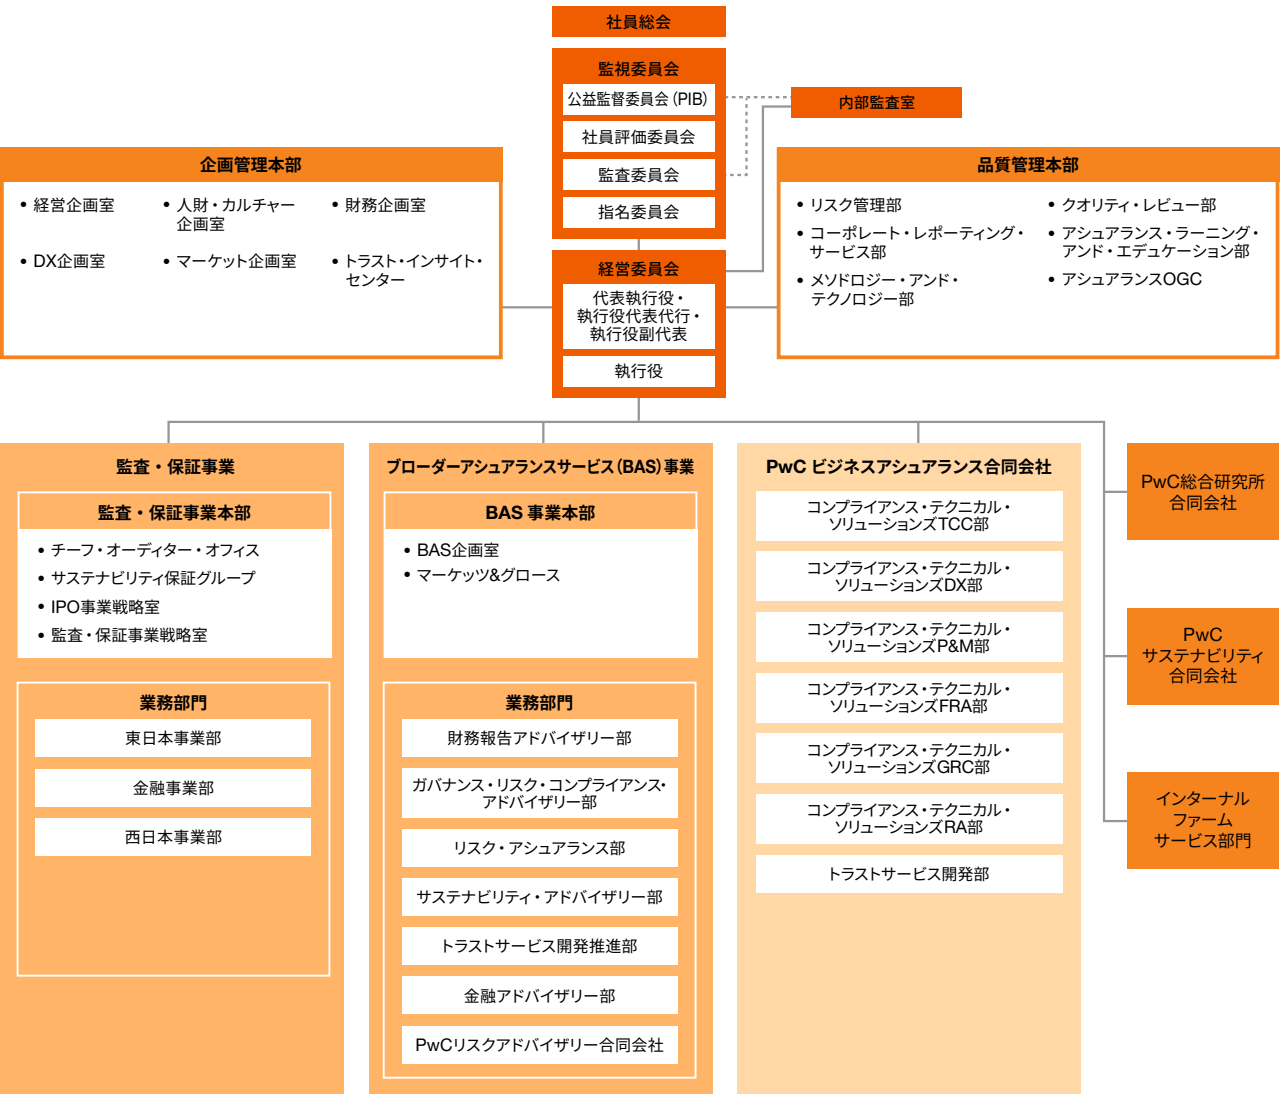 社員総会
監視委員会
公益監督委員会（PIB）
社員評価委員会
監査委員会
指名委員会
内部監査室
企画管理本部
• 経営企画室
• 人財・カルチャー
企画室
• 財務企画室
• DX企画室
• マーケット企画室
• トラスト・インサイト・
センター
経営委員会
代表執行役・
執行役代表代行・
執行役副代表
執行役
品質管理本部
• リスク管理部
• コーポレート・レポーティング・
サービス部
• メソドロジー・アンド・
テクノロジー部
• クオリティ・レビュー部
• アシュアランス・ラーニング・
アンド・エデュケーション部
• アシュアランスOGC
監査・保証事業
監査・保証事業本部
• チーフ・オーディター・オフィス
• サステナビリティ保証グループ
• IPO事業戦略室
• 監査・保証事業戦略室
業務部門
東日本事業部
金融事業部
西日本事業部
ブローダーアシュアランスサービス（BAS）事業
BAS 事業本部
• BAS企画室
• マーケッツ&グロース
業務部門
財務報告アドバイザリー部
ガバナンス・リスク・コンプライアンス・
アドバイザリー部
リスク・アシュアランス部
サステナビリティ・アドバイザリー部
トラストサービス開発推進部
金融アドバイザリー部
PwCリスクアドバイザリー合同会社
PwC ビジネスアシュアランス合同会社
コンプライアンス・テクニカル・
ソリューションズTCC部
コンプライアンス・テクニカル・
ソリューションズDX部
コンプライアンス・テクニカル・
ソリューションズP&M部
コンプライアンス・テクニカル・
ソリューションズFRA部
コンプライアンス・テクニカル・
ソリューションズGRC部
コンプライアンス・テクニカル・
ソリューションズRA部
トラストサービス開発部
PwC総合研究所
合同会社
PwC
サステナビリティ
合同会社
インターナル
ファーム
サービス部門